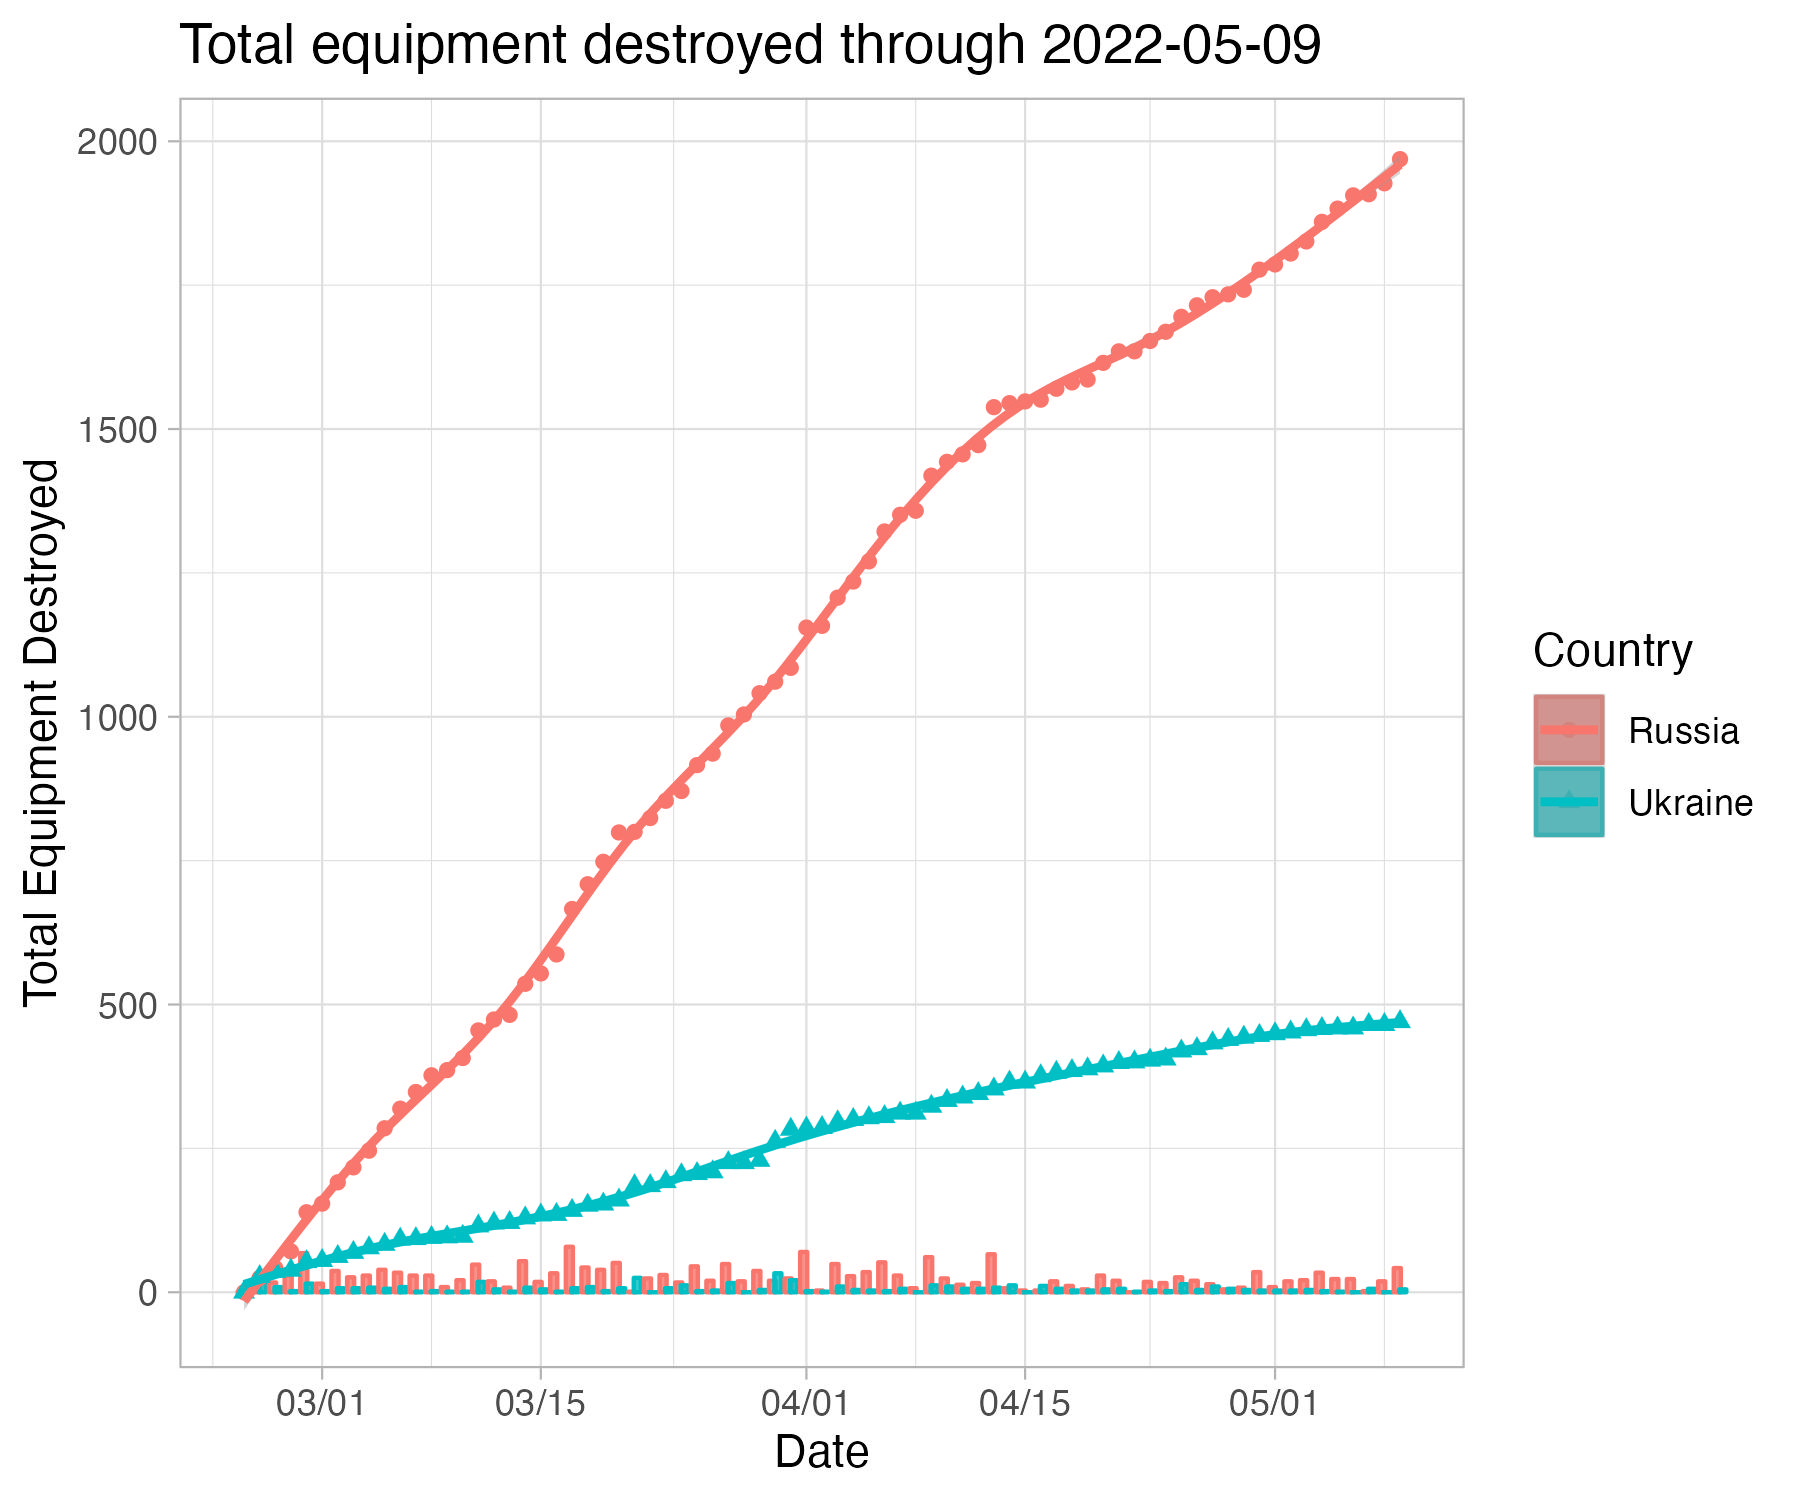 Total equipment destroyed through 2022-05-09
Total Equipment Destroyed
2000
1500
1000
500
0
03/01
03/15
04/01
04/15
05/01
Date
Country
Russia
Ukraine